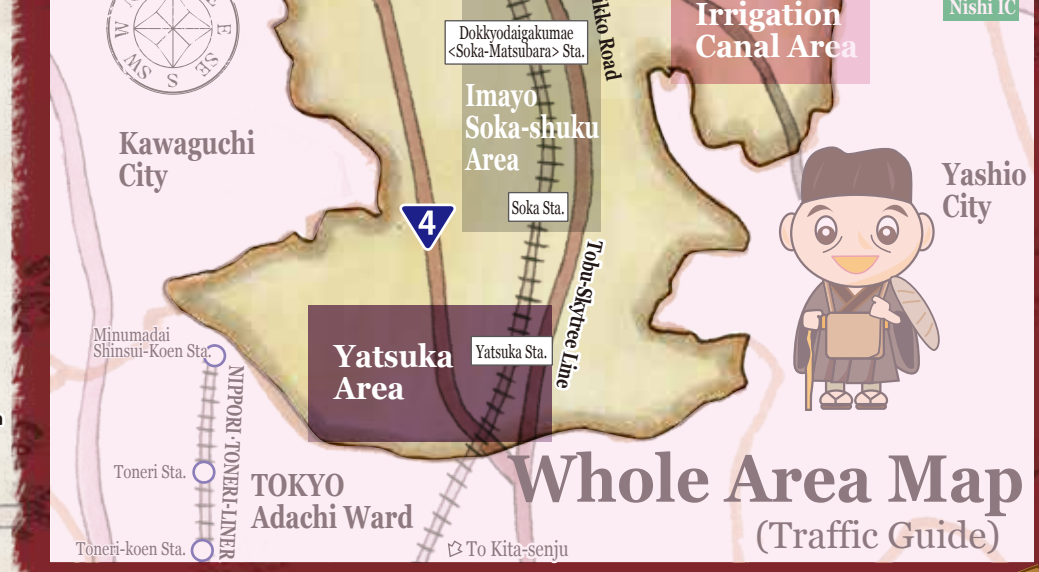 Nishi IC
Irrigation
Canal Area
Dokkyodaigakumae
<Soka-Matsubara> Sta.
Road
Imayo
Soka-shuku
Area
E
SE
S
SW
W
Kawaguchi
City
Yashio
City
Soka Sta.
4
Tobu-Skytree Line
Minumadai
Shinsui-Koen Sta.
Yatsuka
Area
Yatsuka Sta.
NIPPORI·TONERI-LINER
Toneri Sta.
TOKYO
Adachi Ward
Whole Area Map
(Traffic Guide)
Toneri-koen Sta.
To Kita-senju